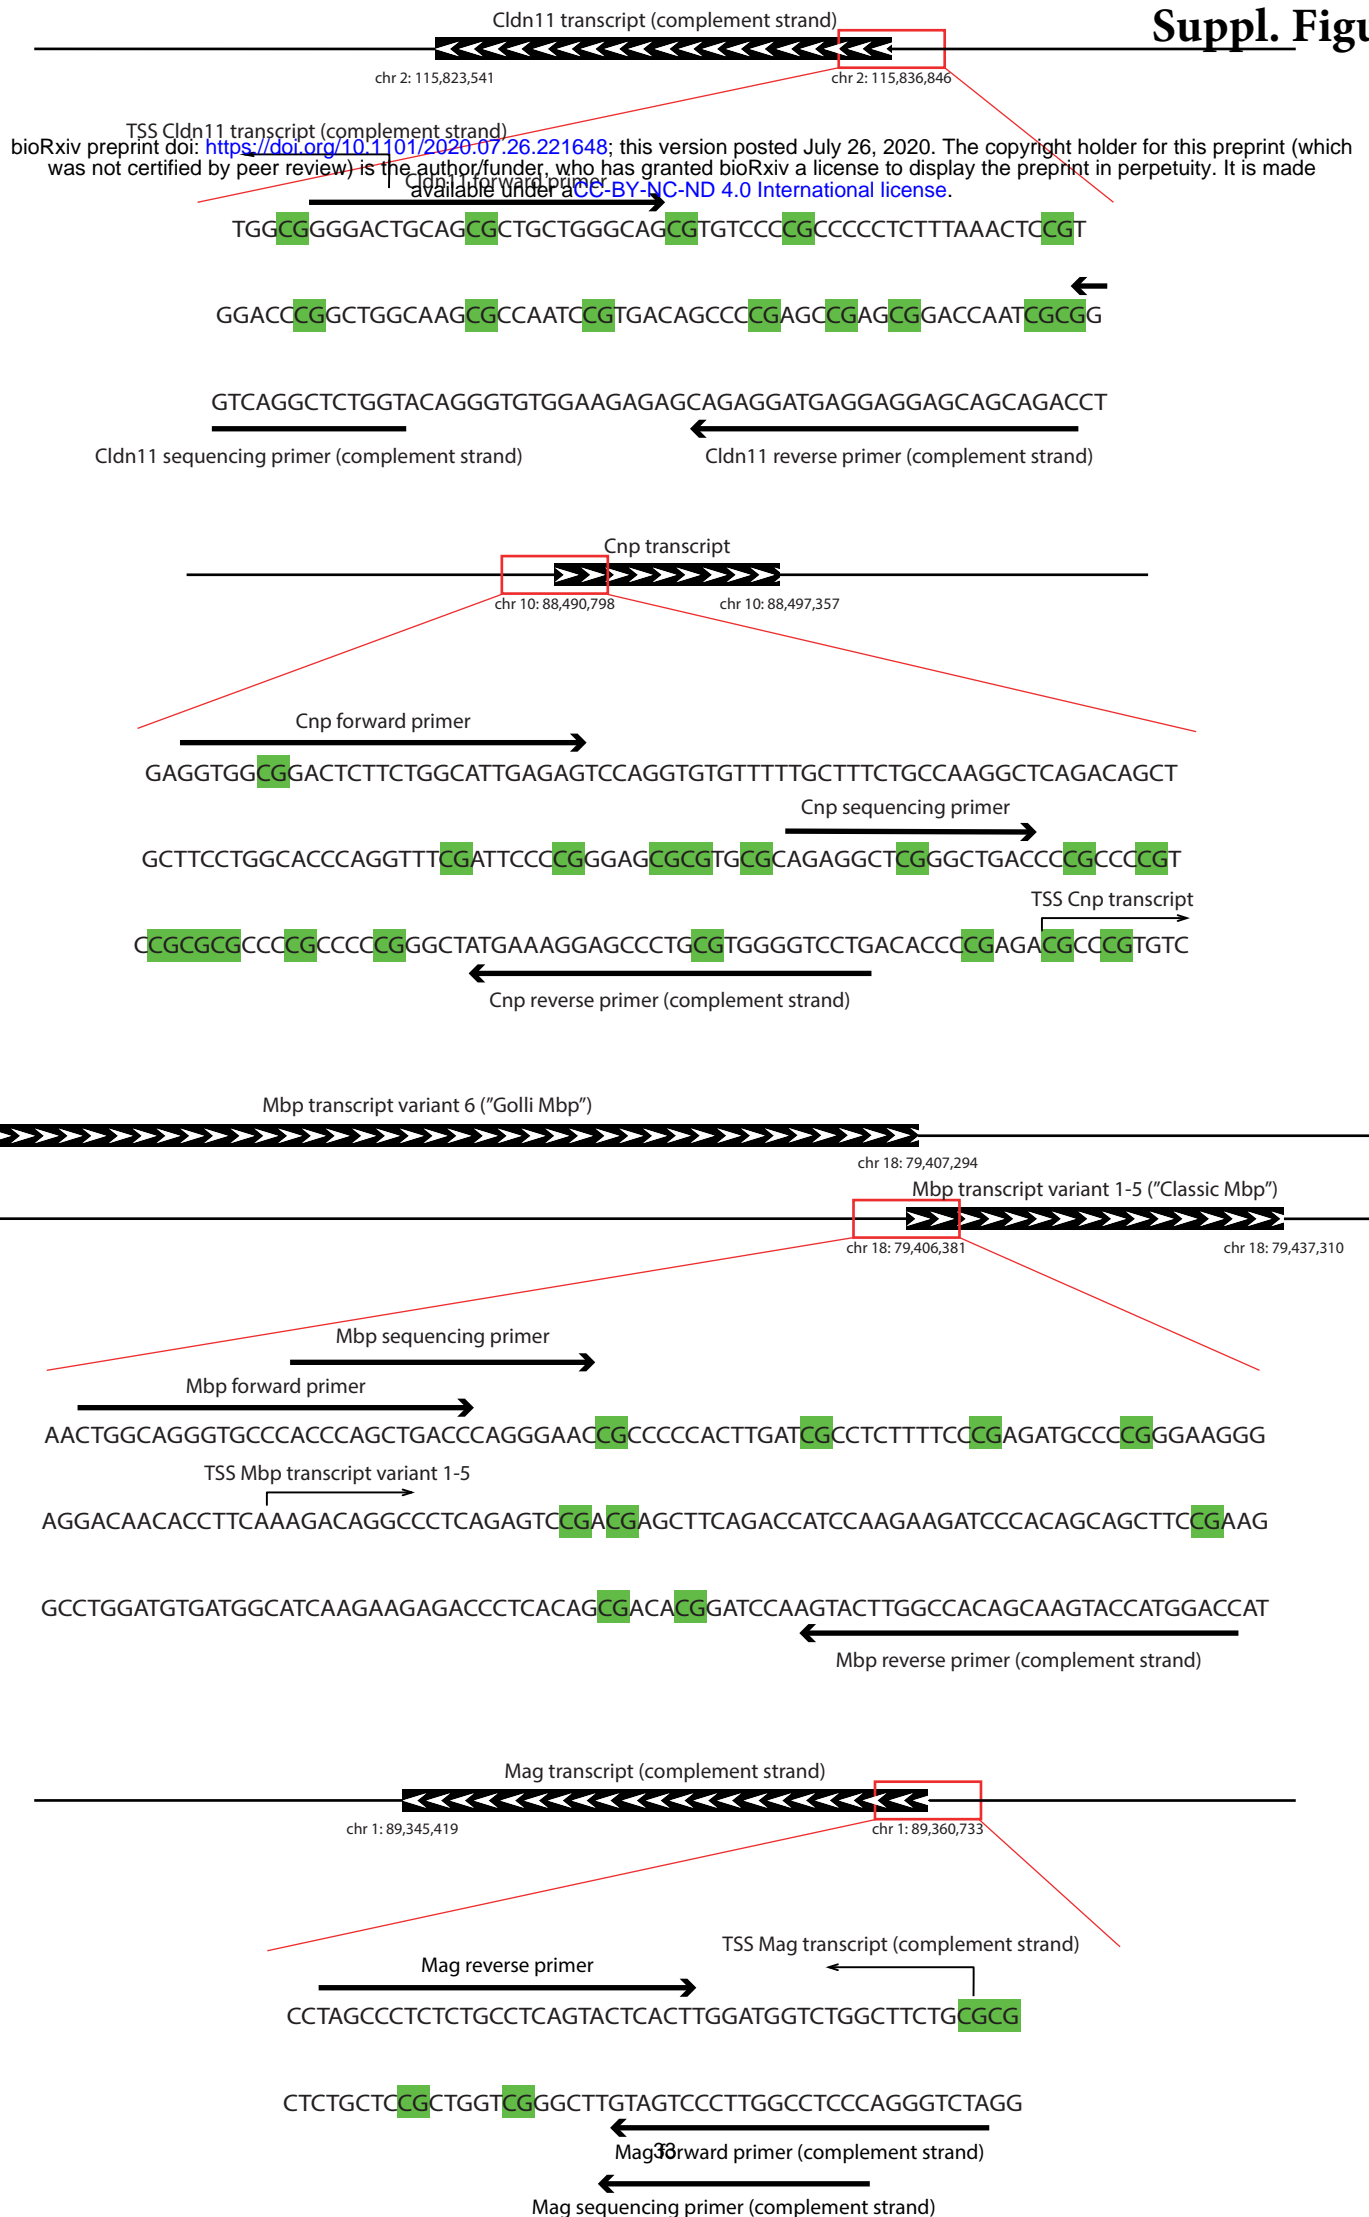 Cldn11 transcript (complement strand)
Suppl. Figu
chr 2: 115,823,541
chr 2: 115,836,846
TSS Cldn11 transcript (complement strand)
bioRxiv preprint doi: https://doi.org/10.1101/2020.07.26.221648; this version posted July 26, 2020. The copyright holder for this preprint (which
was not certified by peer review) is the author/funder, who has granted bioRxiv a license to display the preprint in perpetuity. It is made
Cldn11 forward primer
available under aCC-BY-NC-ND 4.0 International license.
TGGCGGGGACTGCAGCGCTGCTGGGCAGCGTGTCCCCGCCCCCTCTTTAAACTCCGT
GGACCCGGCTGGCAAGCGCCAATCCGTGACAGCCCCGAGCCGAGCGGACCAATCGCGG
GTCAGGCTCTGGTACAGGGTGTGGAAGAGAGCAGAGGATGAGGAGGAGCAGCAGACCT
Cldn11 sequencing primer (complement strand)
Cldn11 reverse primer (complement strand)
Cnp transcript
chr 10: 88,490,798
chr 10: 88,497,357
Cnp forward primer
GAGGTGGCGGACTCTTCTGGCATTGAGAGTCCAGGTGTGTTTTTGCTTTCTGCCAAGGCTCAGACAGCT
Cnp sequencing primer
GCTTCCTGGCACCCAGGTTTCGATTCCCCGGGAGCGCGTGCGCAGAGGCTCGGGCTGACCCCGCCCCGT
TSS Cnp transcript
CCGCGCGCCCCGCCCCCGGGCTATGAAAGGAGCCCTGCGTGGGGTCCTGACACCCCGAGACGCCCGTGTC
Cnp reverse primer (complement strand)
Mbp transcript variant 6 ("Golli Mbp")
chr 18: 79,407,294
Mbp transcript variant 1-5 ("Classic Mbp")
chr 18: 79,406,381
chr 18: 79,437,310
Mbp sequencing primer
Mbp forward primer
AACTGGCAGGGTGCCCACCCAGCTGACCCAGGGAACCGCCCCCACTTGATCGCCTCTTTTCCCGAGATGCCCCGGGAAGGG
TSS Mbp transcript variant 1-5
AGGACAACACCTTCAAAGACAGGCCCTCAGAGTCCGACGAGCTTCAGACCATCCAAGAAGATCCCACAGCAGCTTCCGAAG
GCCTGGATGTGATGGCATCAAGAAGAGACCCTCACAGCGACACGGATCCAAGTACTTGGCCACAGCAAGTACCATGGACCAT
Mbp reverse primer (complement strand)
Mag transcript (complement strand)
chr 1: 89,345,419
chr 1: 89,360,733
TSS Mag transcript (complement strand)
Mag reverse primer
CCTAGCCCTCTCTGCCTCAGTACTCACTTGGATGGTCTGGCTTCTGCGCG
CTCTGCTCCGCTGGTCGGGCTTGTAGTCCCTTGGCCTCCCAGGGTCTAGG
Mag forward primer (complement strand)
33
Mag sequencing primer (complement strand)